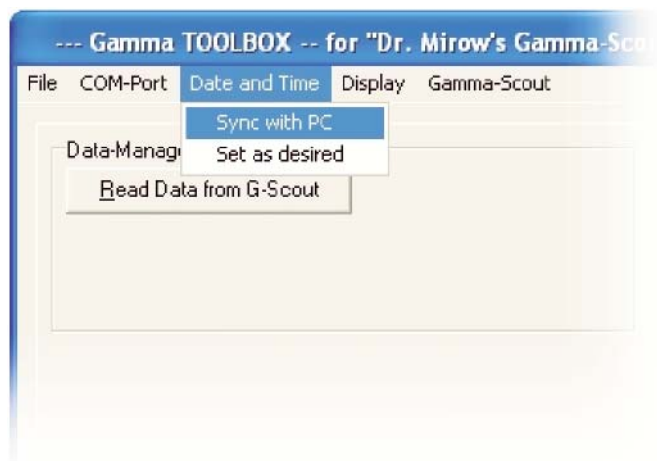 --- Gamma TOOLBOX -- for "Dr. Mirow's Gamma-Sco
File COM-Port Date and Time Display Gamma-Scout
Sync with PC
Data-Manag
Set as desired
Read Data from G-Scout